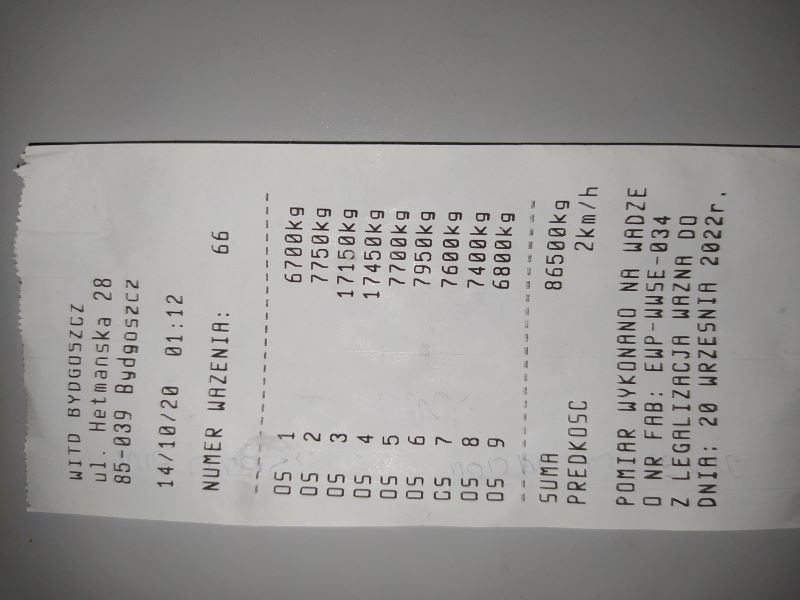 WITD BYDGOSZCZ
ul. Hetmanska 28
85-039 Bydgoszcz
14/10/20 01:12
NUMER WAZENIA: 66
OS 1 6700kg
OS 2 7750kg
OS 3 17150kg
OS 4 17450kg
OS 5 7700kg
OS 6 7950kg
OS 7 7600kg
OS 8 7400kg
OS 9 6800kg
SUMA 86500kg
PREDKOSC 2km/h
POMIAR WYKONANO NA WADZE
O NR FAB: EWP-WWSE-034
Z LEGALIZACJA WAZNA DO
DNIA: 20 WRZESNIA 2022r.